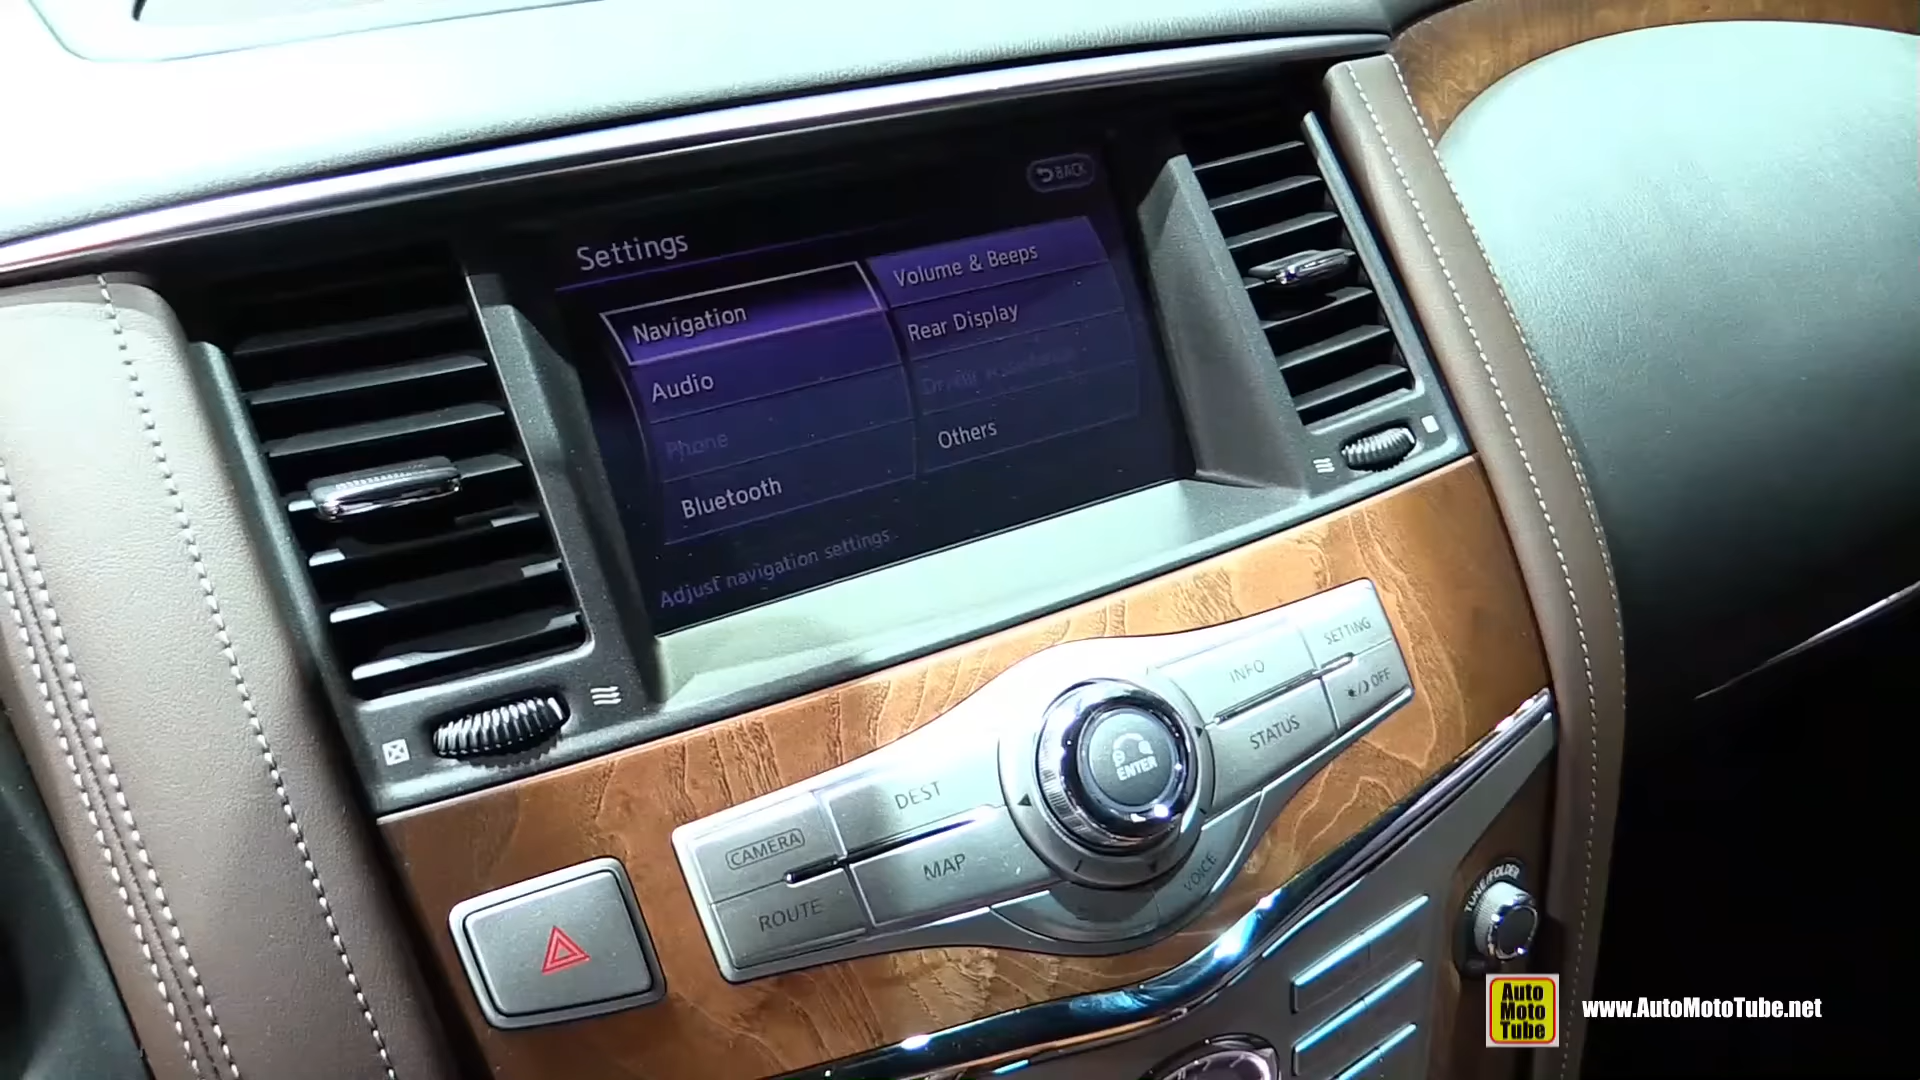 BACK
Settings
Navigation
Volume & Beeps
Audio
Rear Display
Phone
Bluetooth
Others
Adjust navigation settings
CAMERA
DEST
ROUTE
MAP
ENTER
INFO
SETTING
STATUS
OFF
VOICE
TUNE/FOLDER
Auto
Moto
Tube
www.AutoMotoTube.net